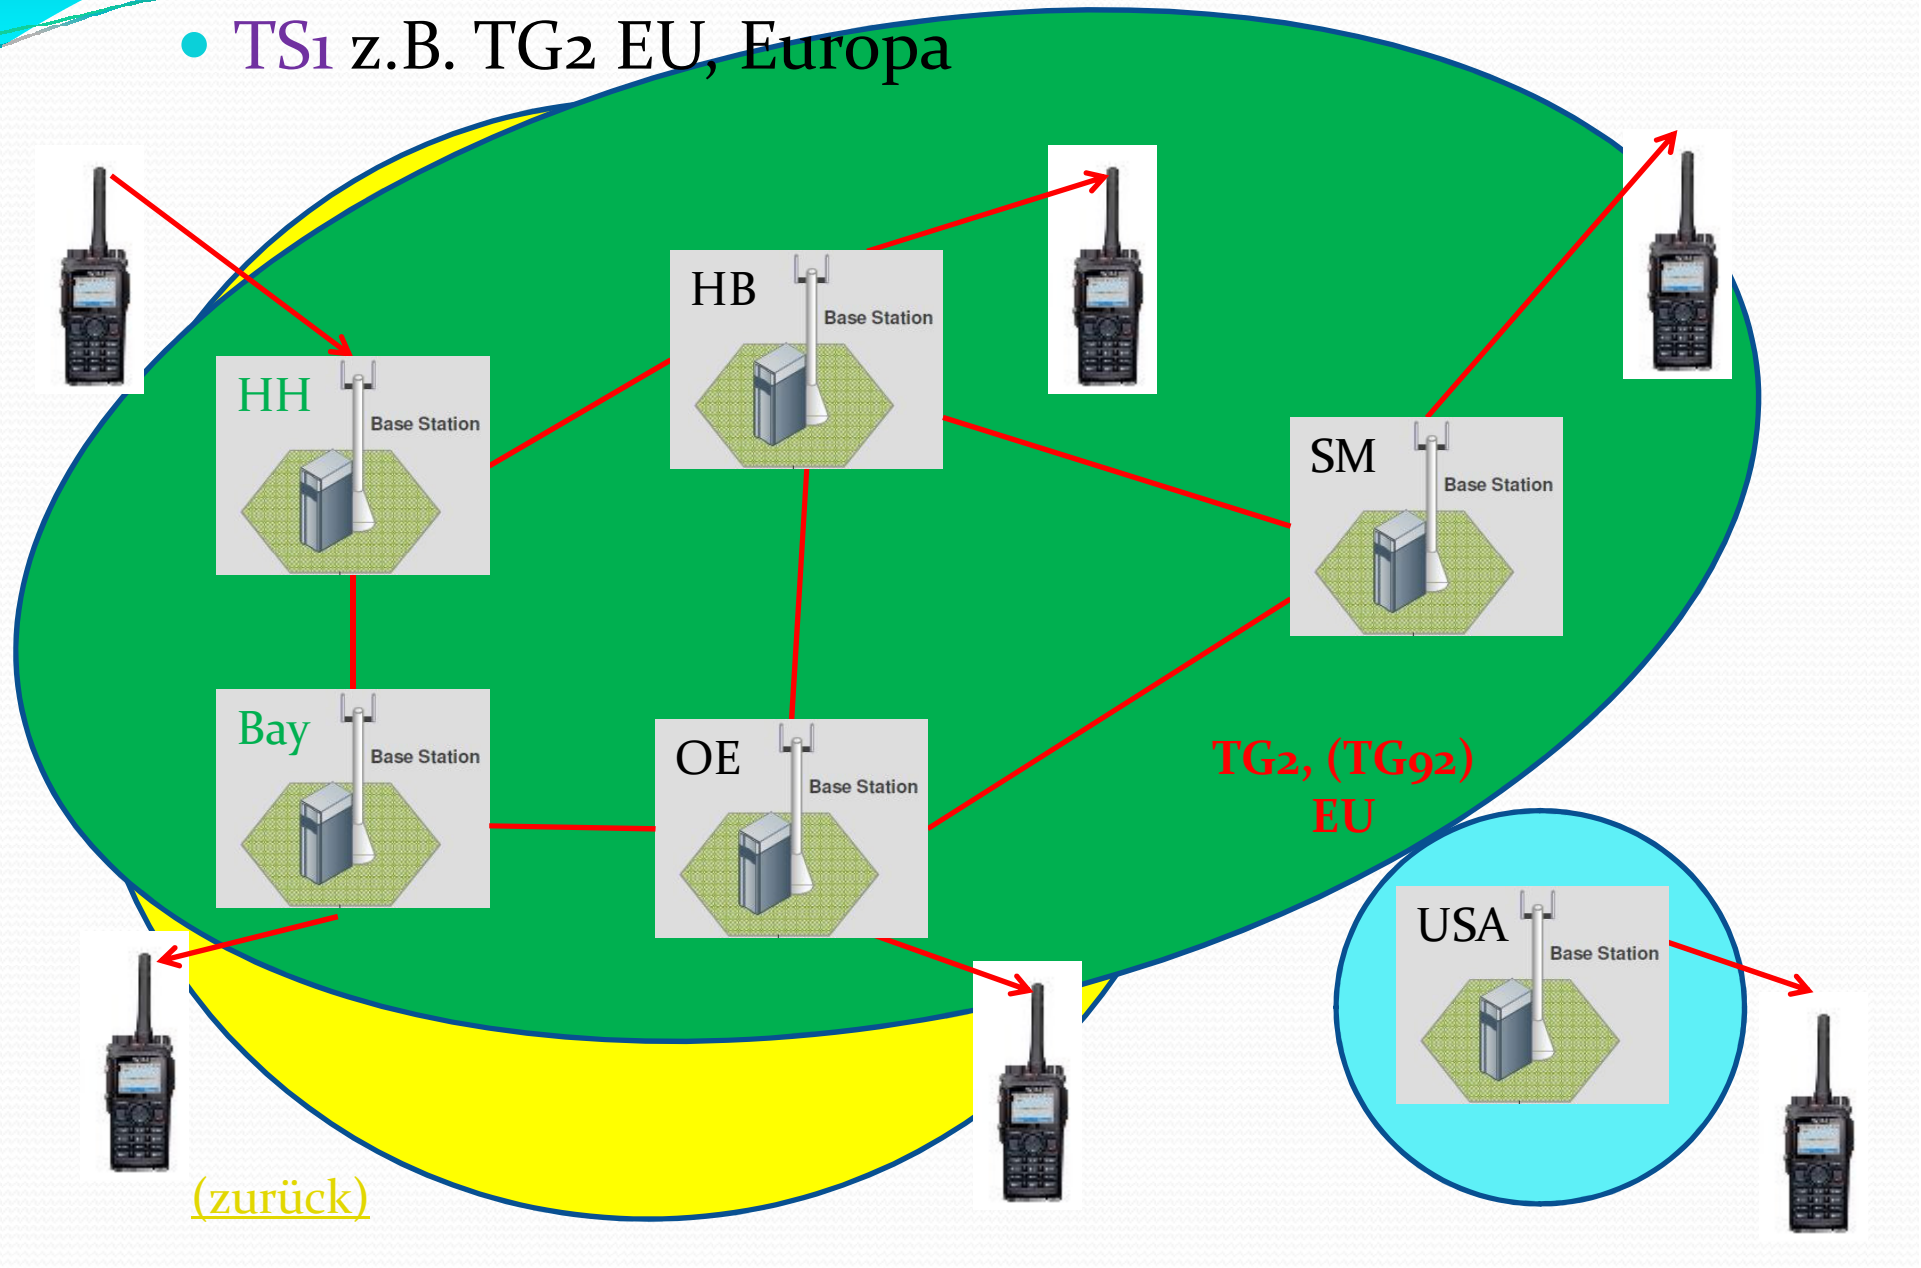 TS1 z.B. TG2 EU, Europa
HB
Base Station
HH
Base Station
SM
Base Station
Bay
Base Station
OE
Base Station
TG2, (TG92)
EU
USA
Base Station
(zurück)